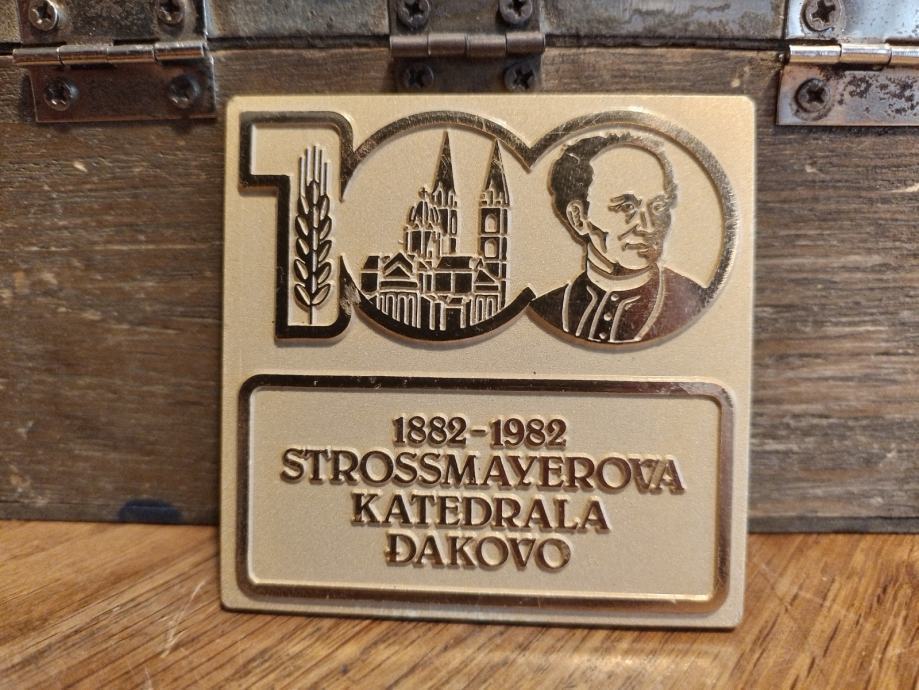 100
1882-1982
STROSSMAYEROVA
KATEDRALA
ĐAKOVO